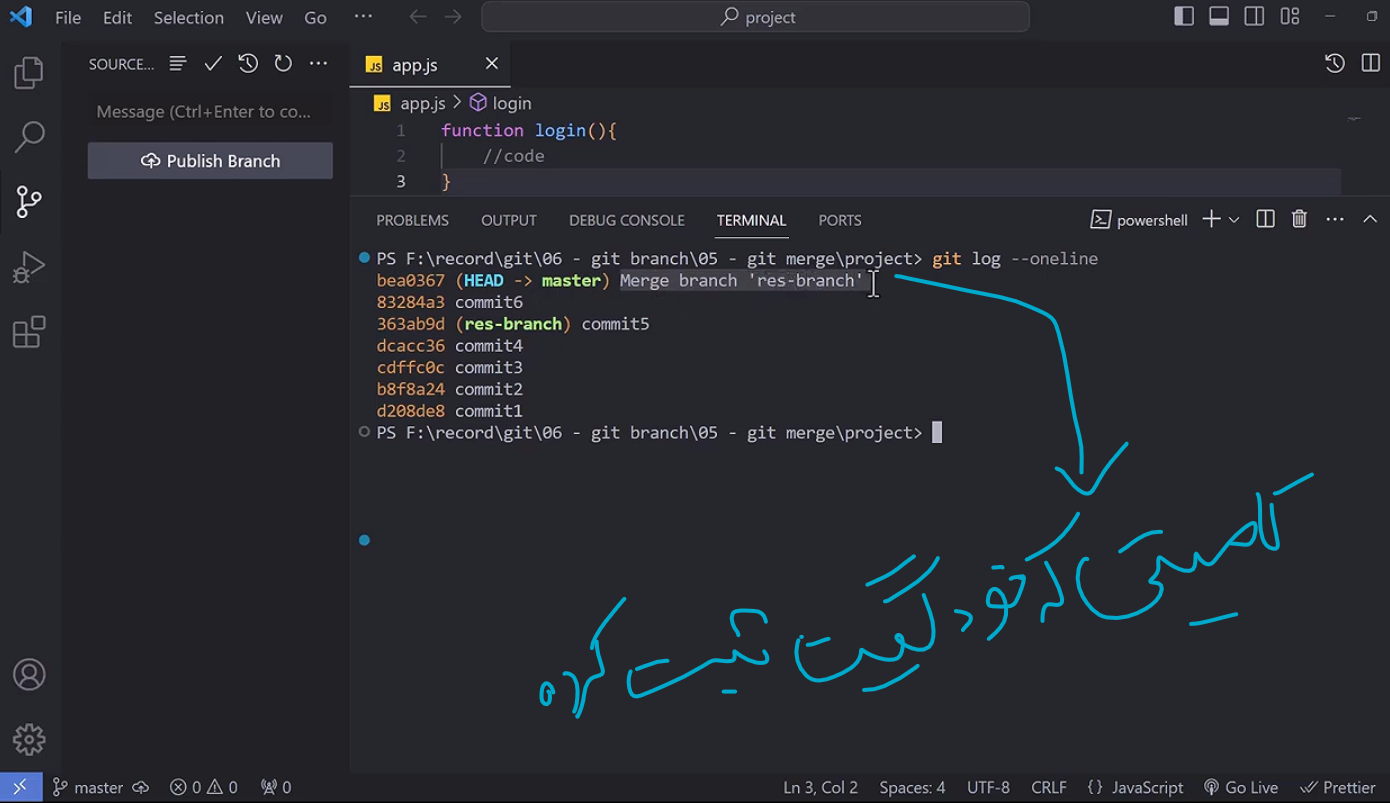 File Edit Selection View Go ··· project
SOURCE...
app.js
Message (Ctrl+Enter to co...
Publish Branch
JS app.js > login
1 function login(){
2 //code
3 }
PROBLEMS OUTPUT DEBUG CONSOLE TERMINAL PORTS powershell
PS F:\record\git\06 - git branch\05 - git merge\project> git log --oneline
bea0367 (HEAD -> master) Merge branch 'res-branch'
83284a3 commit6
363ab9d (res-branch) commit5
dcacc36 commit4
cdffc0c commit3
b8f8a24 commit2
d208de8 commit1
PS F:\record\git\06 - git branch\05 - git merge\project>
کامیتی که خود گیت ثبت کرده
master 0 0 0 Ln 3, Col 2 Spaces: 4 UTF-8 CRLF {} JavaScript Go Live Prettier